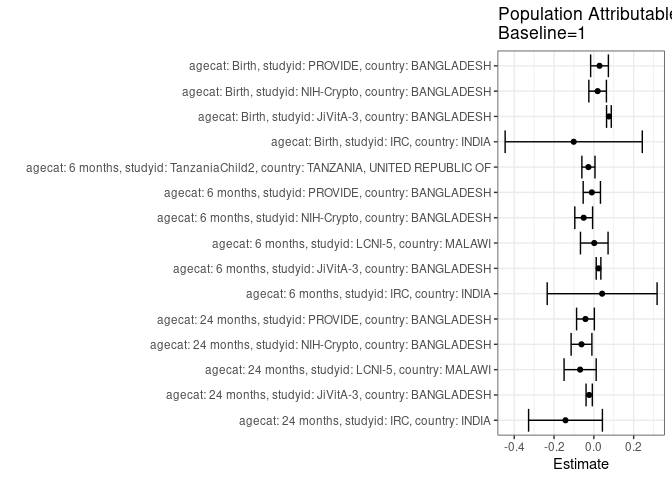 Population Attributable
Baseline=1
agecat: Birth, studyid: PROVIDE, country: BANGLADESH
agecat: Birth, studyid: NIH-Crypto, country: BANGLADESH
agecat: Birth, studyid: JiVitA-3, country: BANGLADESH
agecat: Birth, studyid: IRC, country: INDIA
agecat: 6 months, studyid: TanzaniaChild2, country: TANZANIA, UNITED REPUBLIC OF
agecat: 6 months, studyid: PROVIDE, country: BANGLADESH
agecat: 6 months, studyid: NIH-Crypto, country: BANGLADESH
agecat: 6 months, studyid: LCNI-5, country: MALAWI
agecat: 6 months, studyid: JiVitA-3, country: BANGLADESH
agecat: 6 months, studyid: IRC, country: INDIA
agecat: 24 months, studyid: PROVIDE, country: BANGLADESH
agecat: 24 months, studyid: NIH-Crypto, country: BANGLADESH
agecat: 24 months, studyid: LCNI-5, country: MALAWI
agecat: 24 months, studyid: JiVitA-3, country: BANGLADESH
agecat: 24 months, studyid: IRC, country: INDIA
-0.4 -0.2 0.0 0.2
Estimate